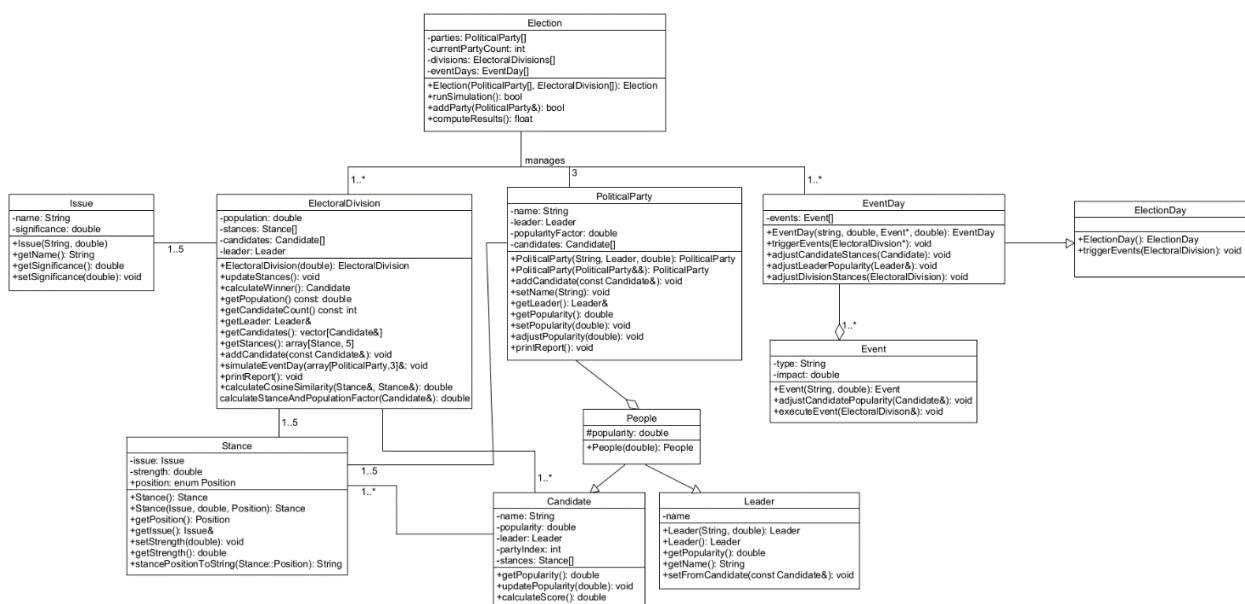 Election
-parties: PoliticalParty[]
-currentPartyCount: int
-divisions: ElectoralDivisions[]
-eventDays: EventDay[]
+Election(PoliticalParty[], ElectoralDivision[]): Election
+runSimulation(): bool
+addParty(PoliticalParty&): bool
+computeResults(): float
manages
1..*
3
1..*
Issue
-name: String
-significance: double
+Issue(String, double)
+getName(): String
+getSignificance(): double
+setSignificance(double): void
1..5
ElectoralDivision
-population: double
-stances: Stance[]
-candidates: Candidate[]
-leader: Leader
+ElectoralDivision(double): ElectoralDivision
+updateStances(): void
+calculateWinner(): Candidate
+getPopulation() const: double
+getCandidateCount() const: int
+getLeader: Leader&
+getCandidates(): vector[Candidate&]
+getStances(): array[Stance, 5]
+addCandidate(const Candidate&): void
+simulateEventDay(array[PoliticalParty,3]&: void
+printReport(): void
+calculateCosineSimilarity(Stance&, Stance&): double
calculateStanceAndPopulationFactor(Candidate&): double
PoliticalParty
-name: String
-leader: Leader
-popularityFactor: double
-candidates: Candidate[]
+PoliticalParty(String, Leader, double): PoliticalParty
+PoliticalParty(PoliticalParty&&): PoliticalParty
+addCandidate(const Candidate&): void
+setName(String): void
+getLeader(): Leader&
+getPopularity(): double
+setPopularity(double): void
+adjustPopularity(double): void
+printReport(): void
EventDay
-events: Event[]
+EventDay(string, double, Event*, double): EventDay
+triggerEvents(ElectoralDivsion*): void
+adjustCandidateStances(Candidate): void
+adjustLeaderPopularity(Leader&): void
+adjustDivisionStances(ElectoralDivision): void
ElectionDay
+ElectionDay(): ElectionDay
+triggerEvents(ElectoralDivision): void
1..*
Event
-type: String
-impact: double
+Event(String, double): Event
+adjustCandidatePopularity(Candidate&): void
+executeEvent(ElectoralDivison&): void
People
#popularity: double
+People(double): People
1..5
Stance
-issue: Issue
-strength: double
+position: enum Position
+Stance(): Stance
+Stance(Issue, double, Position): Stance
+getPosition(): Position
+getIssue(): Issue&
+setStrength(double): void
+getStrength(): double
+stancePositionToString(Stance::Position): String
1..5
1..*
1..*
Candidate
-name: String
-popularity: double
-leader: Leader
-partyIndex: int
-stances: Stance[]
+getPopularity(): double
+updatePopularity(double): void
+calculateScore(): double
Leader
-name
+Leader(String, double): Leader
+Leader(): Leader
+getPopularity(): double
+getName(): String
+setFromCandidate(const Candidate&): void